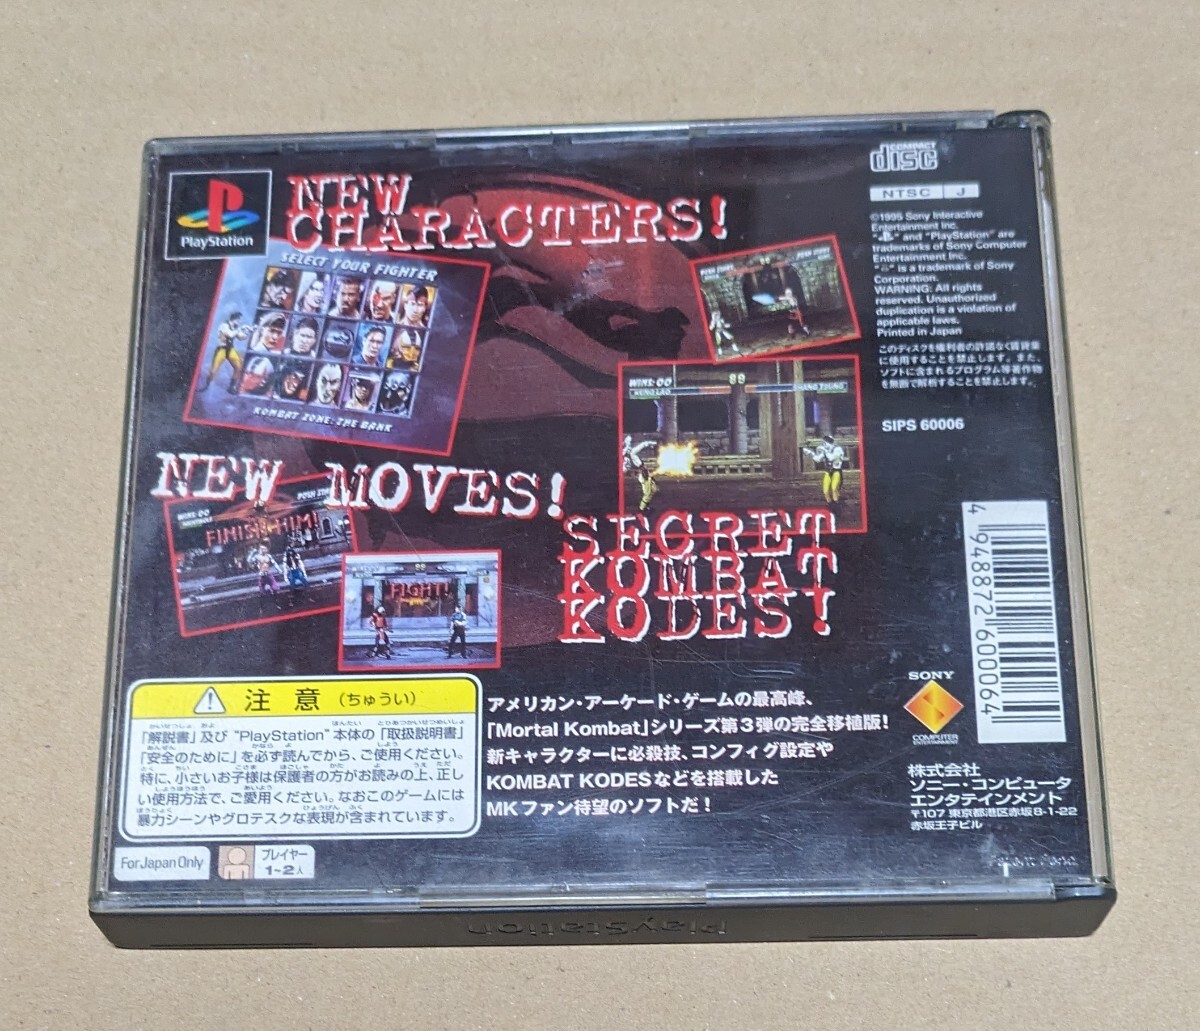 PlayStation
NEW
CHARACTERS!
SELECT YOUR FIGHTER
KOMBAT ZONE: THE BANK
NEW MOVES!
WINS: 00
FINISH HIM!
FIGHT!
WINS: 00
88
KUNG LAO
SHANG TSUNG
SECRET
KOMBAT
KODES!
COMPACT
disc
NTSC J
©1995 Sony Interactive
Entertainment Inc.
" " and "PlayStation" are
trademarks of Sony Computer
Entertainment Inc.
" " is a trademark of Sony
Corporation.
WARNING: All rights
reserved. Unauthorized
duplication is a violation of
applicable laws.
Printed in Japan
このディスクを権利者の許諾なく賃貸業
に使用することを禁止します。また、
ソフトに含まれるプログラム等著作物
を無断で解析することを禁止します。
SIPS 60006
4 948872 600064
SONY
COMPUTER
ENTERTAINMENT
株式会社
ソニー・コンピュータ
エンタテインメント
〒107 東京都港区赤坂8-1-22
赤坂王子ビル
注意(ちゅうい)
「解説書」及び “PlayStation” 本体の「取扱説明書」
「安全のために」を必ず読んでから、ご使用ください。
特に、小さいお子様は保護者の方がお読みの上、正し
い使用方法で、ご愛用ください。なおこのゲームには
暴力シーンやグロテスクな表現が含まれています。
アメリカン・アーケード・ゲームの最高峰、
「Mortal Kombat」シリーズ第3弾の完全移植版!
新キャラクターに必殺技、コンフィグ設定や
KOMBAT KODESなどを搭載した
MKファン待望のソフトだ!
For Japan Only
プレイヤー
1~2人
PlayStation